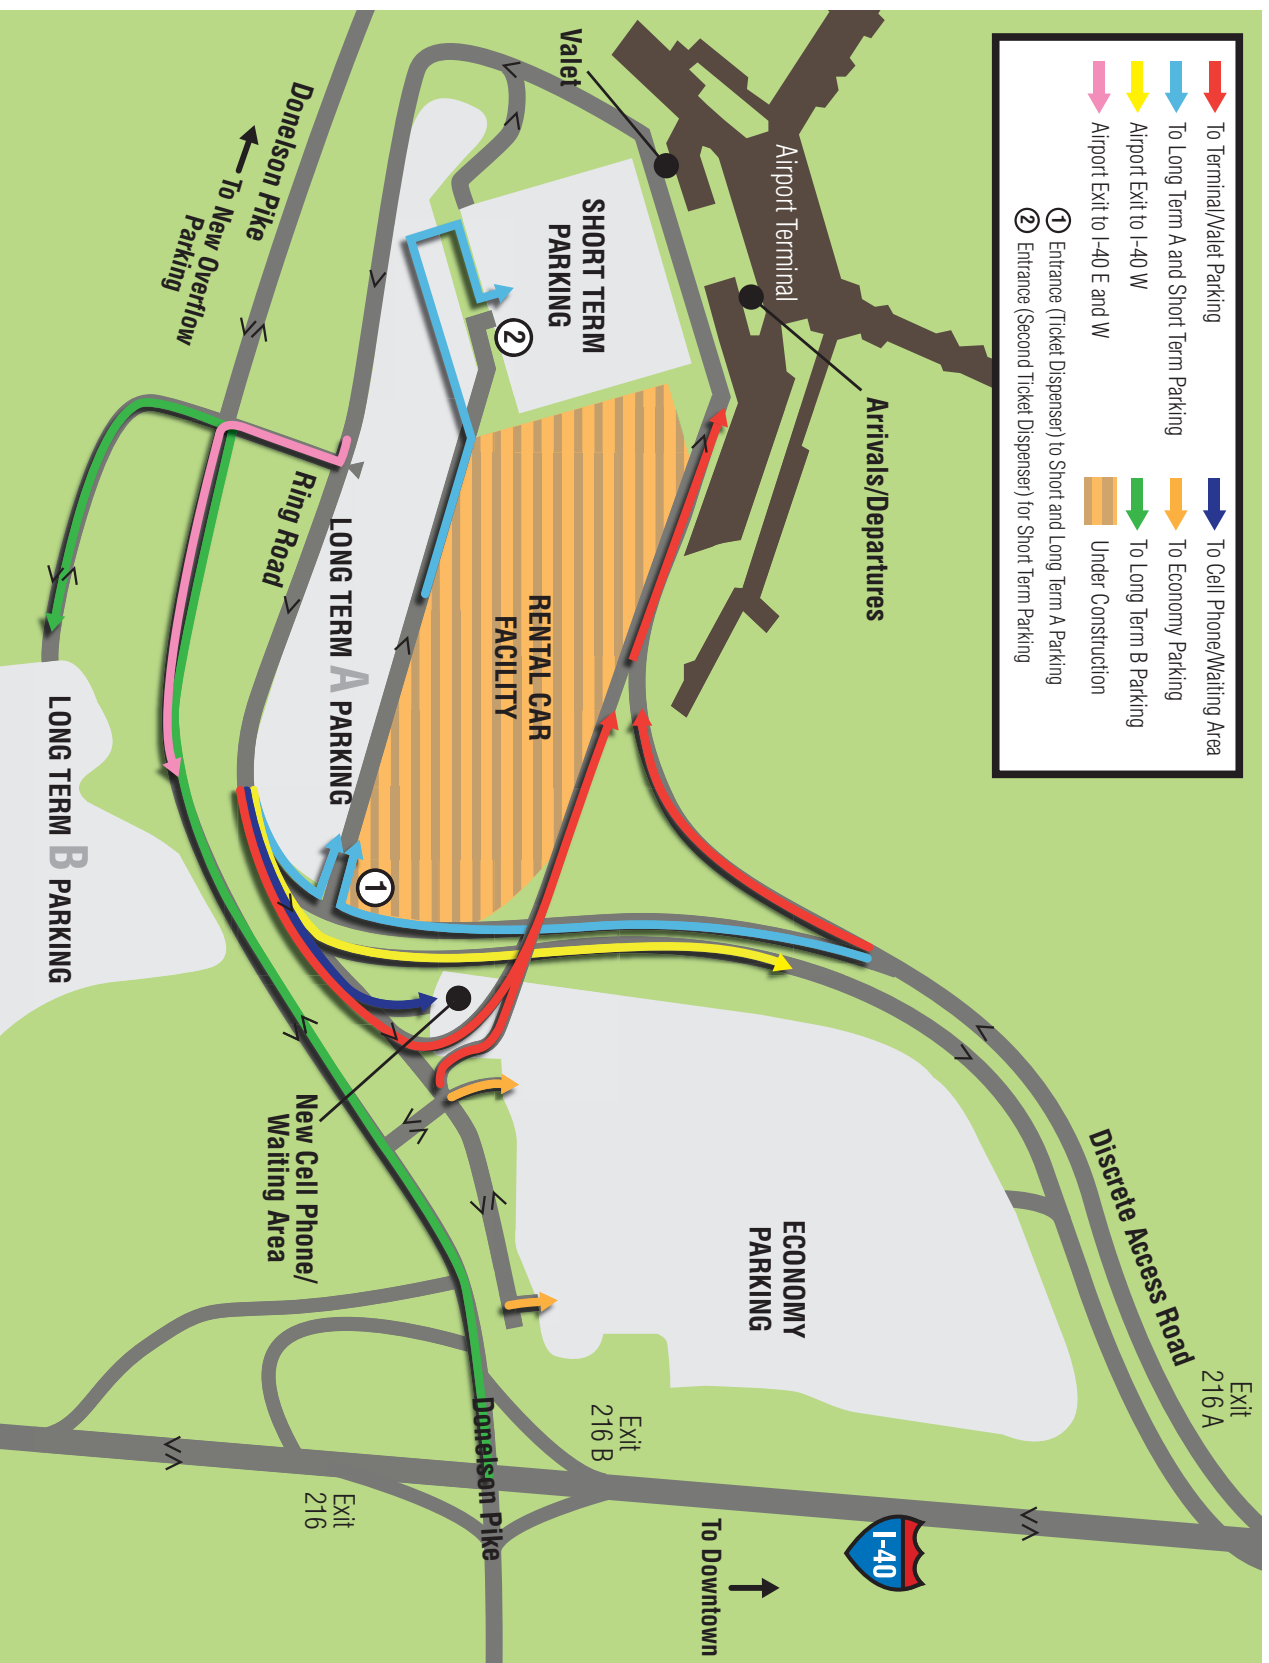 To Terminal/Valet Parking
To Long Term A and Short Term Parking
Airport Exit to I-40 W
Airport Exit to I-40 E and W
To Cell Phone/Waiting Area
To Economy Parking
To Long Term B Parking
Under Construction
1 Entrance (Ticket Dispenser) to Short and Long Term A Parking
2 Entrance (Second Ticket Dispenser) for Short Term Parking
Airport Terminal
Valet
Arrivals/Departures
SHORT TERM
PARKING
2
Donelson Pike
To New Overflow
Parking
RENTAL CAR
FACILITY
Ring Road
LONG TERM A PARKING
1
LONG TERM B PARKING
New Cell Phone/
Waiting Area
ECONOMY
PARKING
Discrete Access Road
Exit
216 A
Exit
216 B
Exit
216
Donelson Pike
I-40
To Downtown